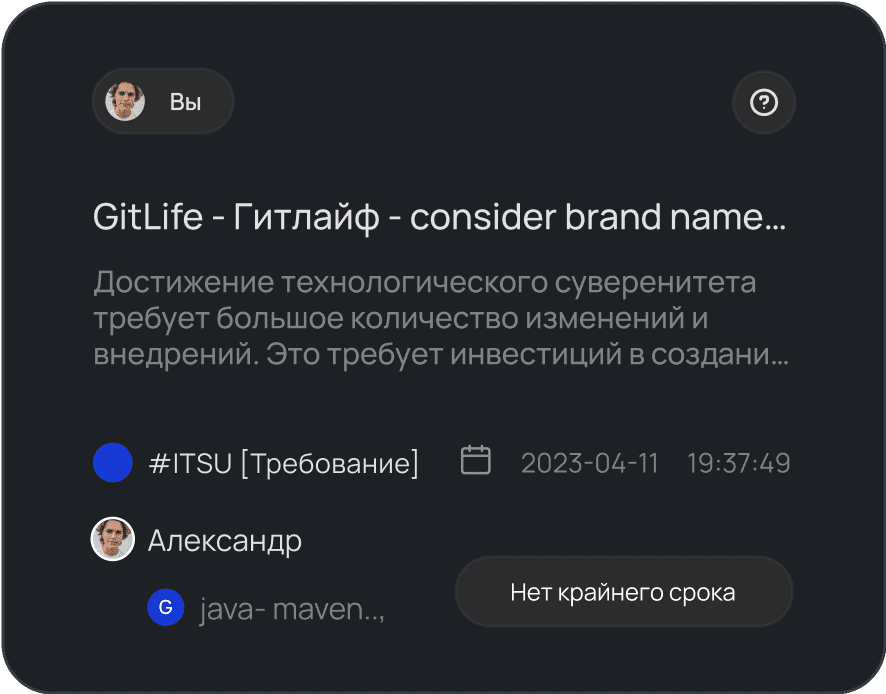 Вы
GitLife - Гитлайф - consider brand name...
Достижение технологического суверенитета
требует большое количество изменений и
внедрений. Это требует инвестиций в создани...
#ITSU [Требование] 2023-04-11 19:37:49
Александр
Нет крайнего срока
G java- maven..,